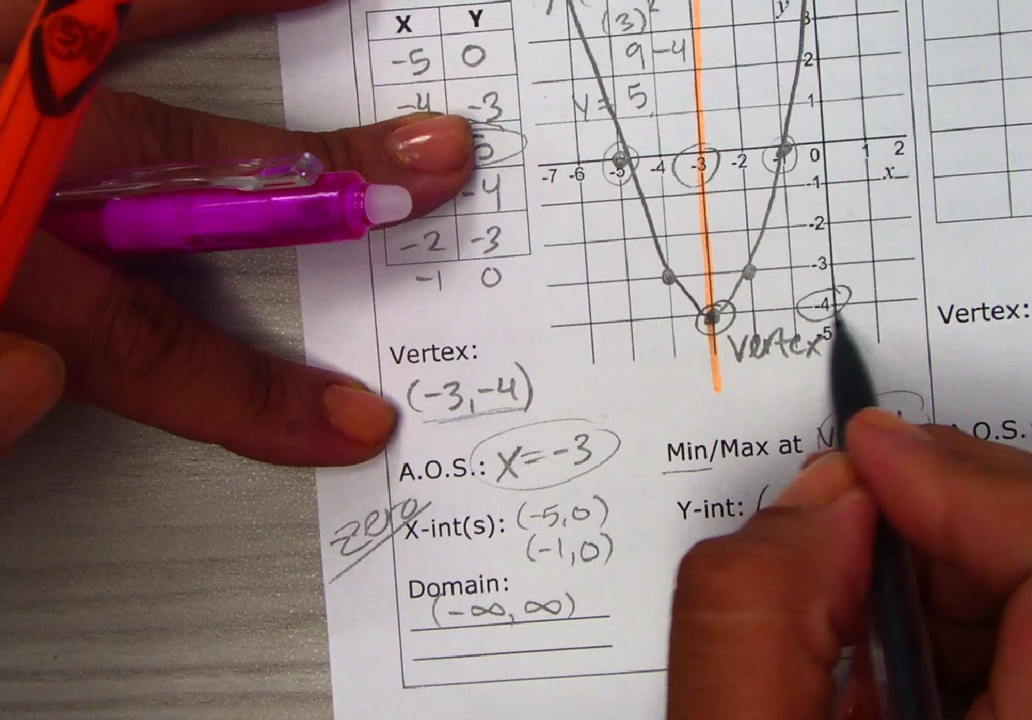 X Y
-5 0
-4 -3
5
-4
-2 -3
-1 0
(3)²
9 -4
y = 5
y
3
2
1
-7 -6 -5 -4 -3 -2 -1 0 1 2
x
-1
-2
-3
-4
-5
vertex
Vertex:
(-3,-4)
A.O.S.: x=-3
Min/Max at
X-int(s): (-5,0)
(-1,0)
zero
Y-int: (
Domain:
(-∞, ∞)
Vertex:
A.O.S.: